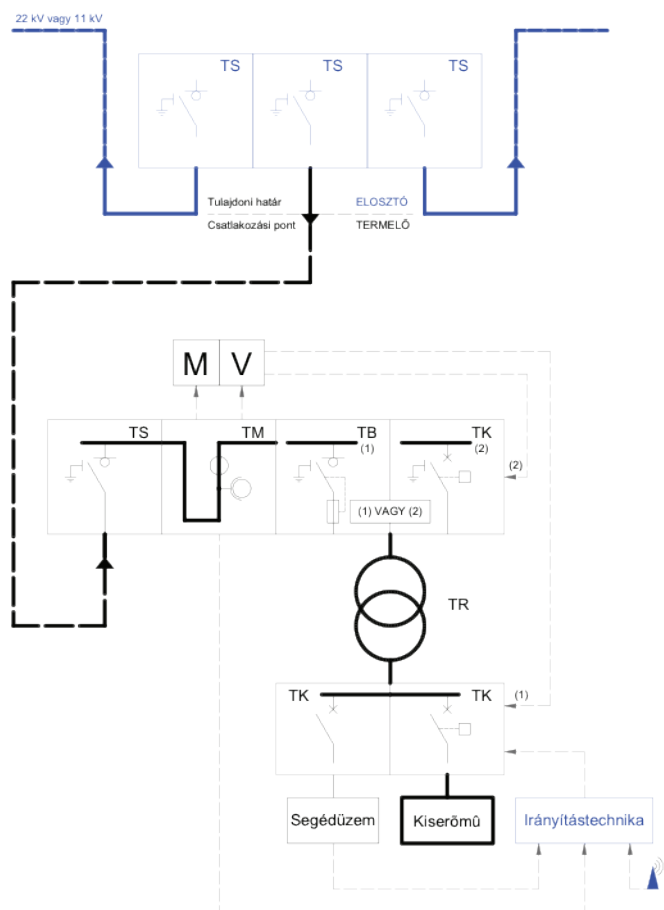 22 kV vagy 11 kV
TS
TS
TS
Tulajdoni határ
ELOSZTÓ
Csatlakozási pont
TERMELŐ
M
V
TS
TM
TB
(1)
TK
(2)
(2)
(1) VAGY (2)
TR
TK
TK
(1)
Segédüzem
Kiserőmû
Irányítástechnika